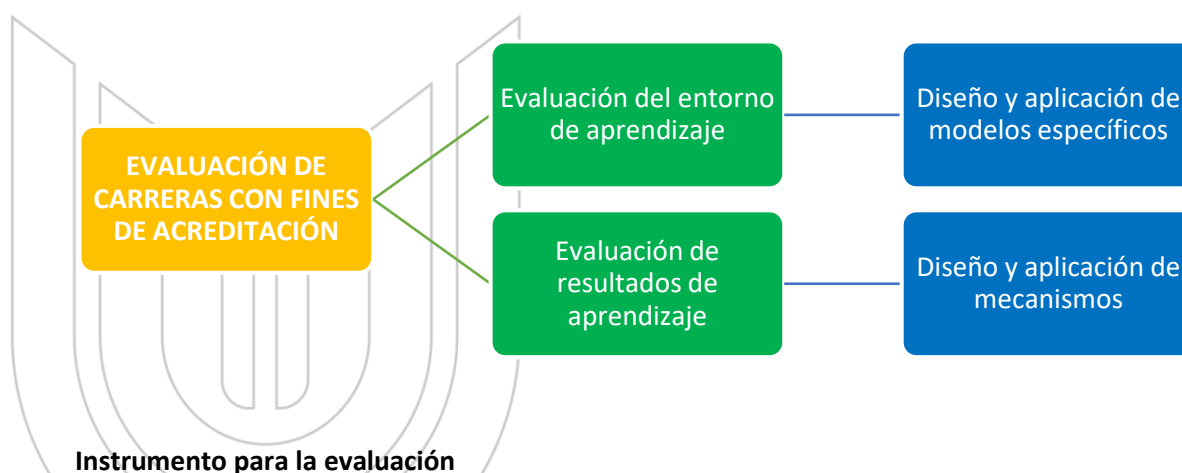 EVALUACIÓN DE
CARRERAS CON FINES
DE ACREDITACIÓN
Evaluación del entorno
de aprendizaje
Diseño y aplicación de
modelos específicos
Evaluación de
resultados de
aprendizaje
Diseño y aplicación de
mecanismos
Instrumento para la evaluación